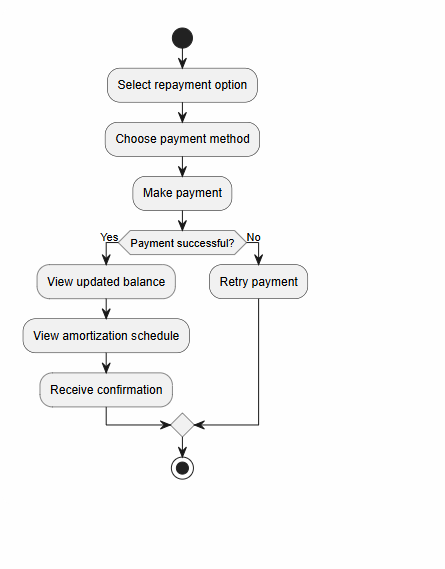 Select repayment option
Choose payment method
Make payment
Yes
Payment successful?
No
View updated balance
Retry payment
View amortization schedule
Receive confirmation